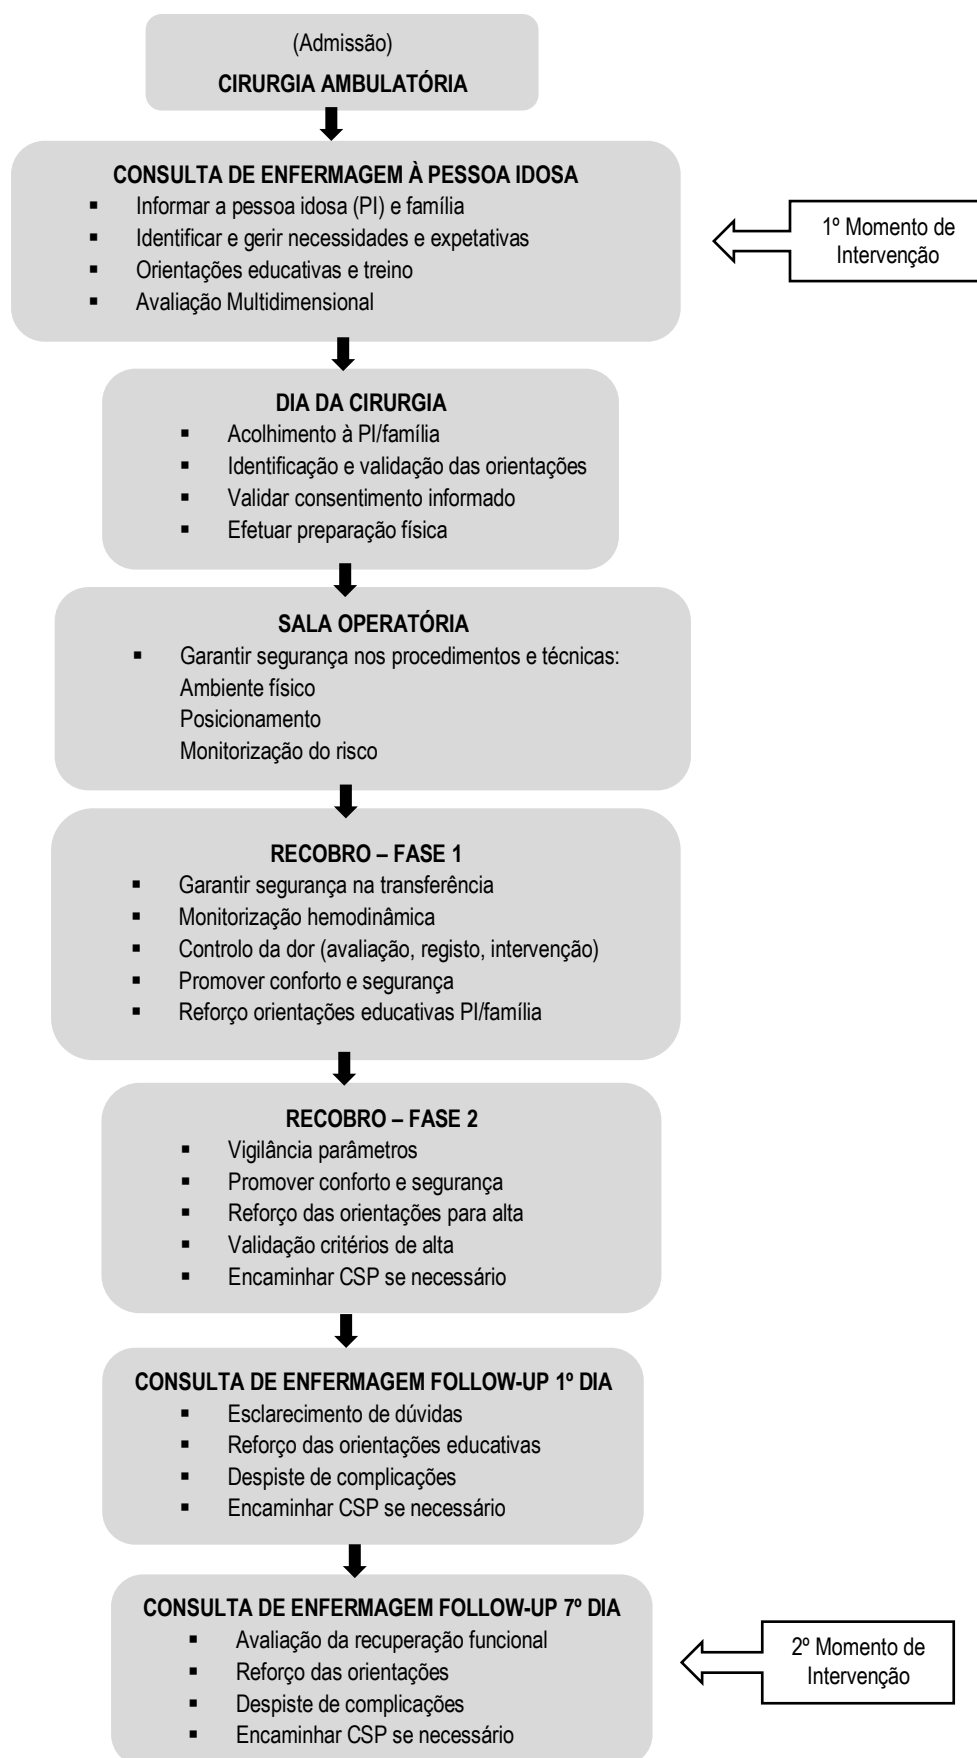 (Admissão)
CIRURGIA AMBULATÓRIA
CONSULTA DE ENFERMAGEM À PESSOA IDOSA
▪ Informar a pessoa idosa (PI) e família
▪ Identificar e gerir necessidades e expetativas
▪ Orientações educativas e treino
▪ Avaliação Multidimensional
1º Momento de
Intervenção
DIA DA CIRURGIA
▪ Acolhimento à PI/família
▪ Identificação e validação das orientações
▪ Validar consentimento informado
▪ Efetuar preparação física
SALA OPERATÓRIA
▪ Garantir segurança nos procedimentos e técnicas:
Ambiente físico
Posicionamento
Monitorização do risco
RECOBRO – FASE 1
▪ Garantir segurança na transferência
▪ Monitorização hemodinâmica
▪ Controlo da dor (avaliação, registo, intervenção)
▪ Promover conforto e segurança
▪ Reforço orientações educativas PI/família
RECOBRO – FASE 2
▪ Vigilância parâmetros
▪ Promover conforto e segurança
▪ Reforço das orientações para alta
▪ Validação critérios de alta
▪ Encaminhar CSP se necessário
CONSULTA DE ENFERMAGEM FOLLOW-UP 1º DIA
▪ Esclarecimento de dúvidas
▪ Reforço das orientações educativas
▪ Despiste de complicações
▪ Encaminhar CSP se necessário
CONSULTA DE ENFERMAGEM FOLLOW-UP 7º DIA
▪ Avaliação da recuperação funcional
▪ Reforço das orientações
▪ Despiste de complicações
▪ Encaminhar CSP se necessário
2º Momento de
Intervenção